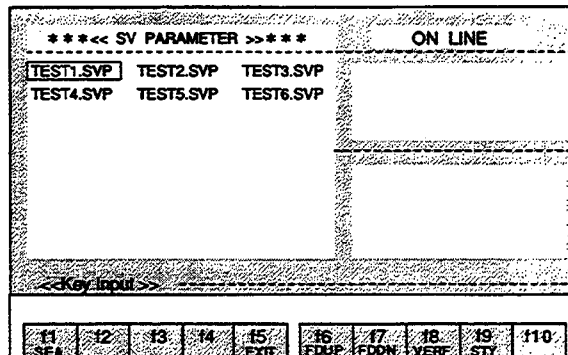 ***<< SV PARAMETER >>***
ON LINE
TEST1.SVP TEST2.SVP TEST3.SVP
TEST4.SVP TEST5.SVP TEST6.SVP
<<Key Input>>
f1 f2 f3 f4 f5 f6 f7 f8 f9 f10
SEA EXIT FDUP FDDN VERF STY